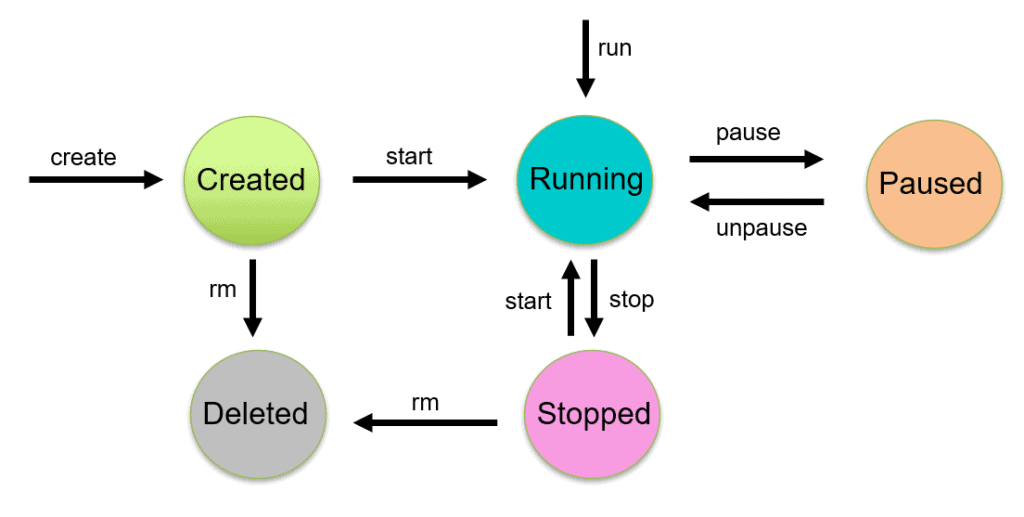 run
create
Created
start
Running
pause
unpause
Paused
rm
start
stop
Deleted
rm
Stopped